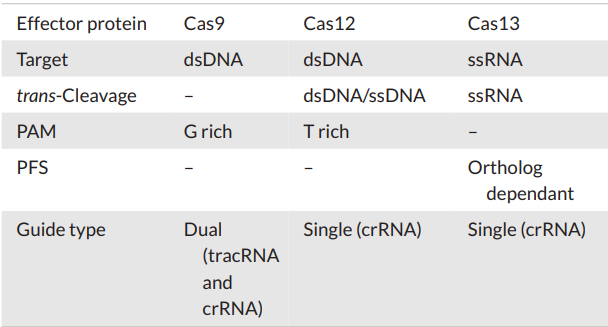 Effector protein Cas9 Cas12 Cas13
Target dsDNA dsDNA ssRNA
trans-Cleavage – dsDNA/ssDNA ssRNA
PAM G rich T rich –
PFS – – Ortholog
dependant
Guide type Dual Single (crRNA) Single (crRNA)
(tracRNA
and
crRNA)